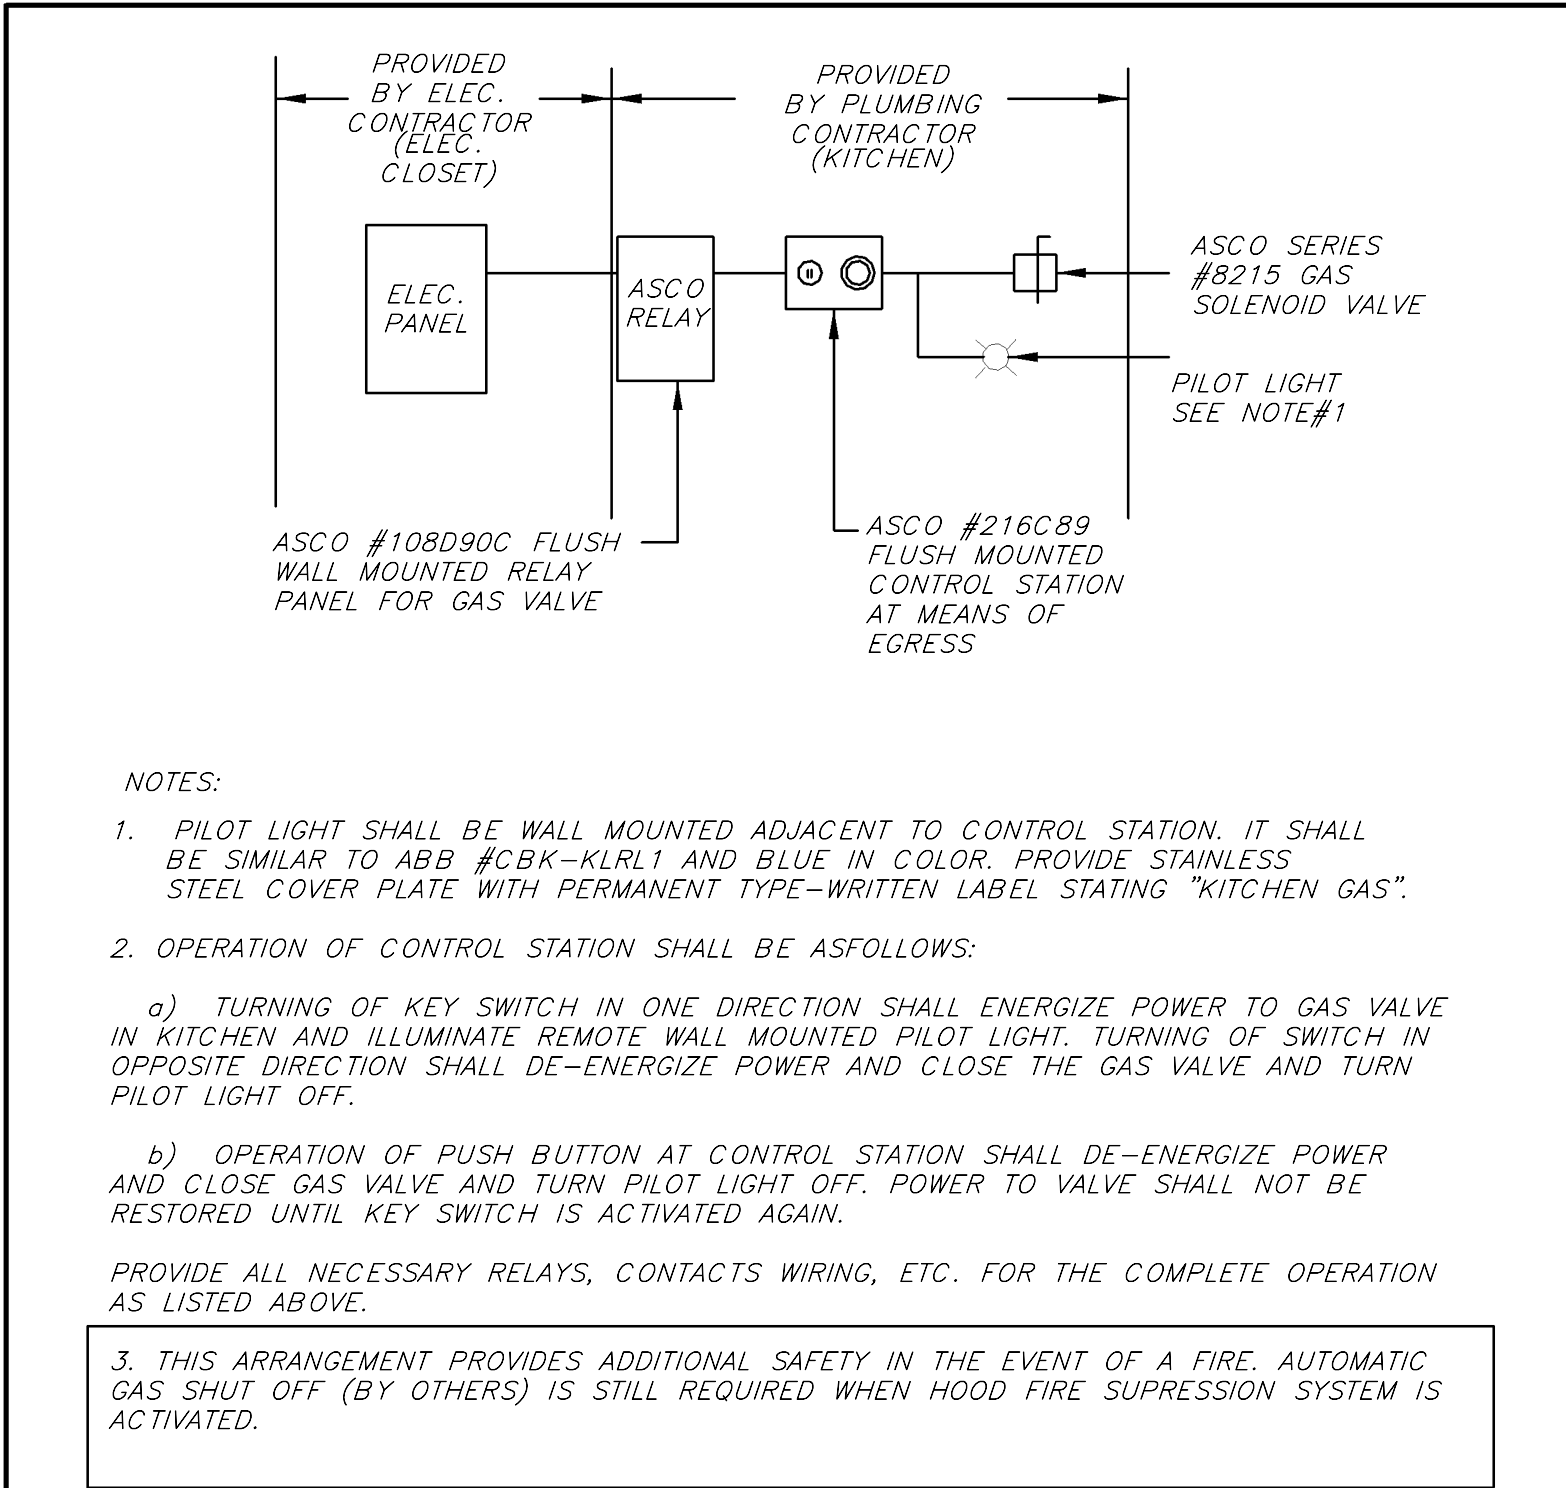 PROVIDED
BY ELEC.
CONTRACTOR
(ELEC.
CLOSET)
PROVIDED
BY PLUMBING
CONTRACTOR
(KITCHEN)
ELEC.
PANEL
ASCO
RELAY
ASCO SERIES
#8215 GAS
SOLENOID VALVE
PILOT LIGHT
SEE NOTE#1
ASCO #108D90C FLUSH
WALL MOUNTED RELAY
PANEL FOR GAS VALVE
ASCO #216C89
FLUSH MOUNTED
CONTROL STATION
AT MEANS OF
EGRESS
NOTES:
1. PILOT LIGHT SHALL BE WALL MOUNTED ADJACENT TO CONTROL STATION. IT SHALL
BE SIMILAR TO ABB #CBK-KLRL1 AND BLUE IN COLOR. PROVIDE STAINLESS
STEEL COVER PLATE WITH PERMANENT TYPE-WRITTEN LABEL STATING "KITCHEN GAS".
2. OPERATION OF CONTROL STATION SHALL BE ASFOLLOWS:
a) TURNING OF KEY SWITCH IN ONE DIRECTION SHALL ENERGIZE POWER TO GAS VALVE
IN KITCHEN AND ILLUMINATE REMOTE WALL MOUNTED PILOT LIGHT. TURNING OF SWITCH IN
OPPOSITE DIRECTION SHALL DE-ENERGIZE POWER AND CLOSE THE GAS VALVE AND TURN
PILOT LIGHT OFF.
b) OPERATION OF PUSH BUTTON AT CONTROL STATION SHALL DE-ENERGIZE POWER
AND CLOSE GAS VALVE AND TURN PILOT LIGHT OFF. POWER TO VALVE SHALL NOT BE
RESTORED UNTIL KEY SWITCH IS ACTIVATED AGAIN.
PROVIDE ALL NECESSARY RELAYS, CONTACTS WIRING, ETC. FOR THE COMPLETE OPERATION
AS LISTED ABOVE.
3. THIS ARRANGEMENT PROVIDES ADDITIONAL SAFETY IN THE EVENT OF A FIRE. AUTOMATIC
GAS SHUT OFF (BY OTHERS) IS STILL REQUIRED WHEN HOOD FIRE SUPRESSION SYSTEM IS
ACTIVATED.